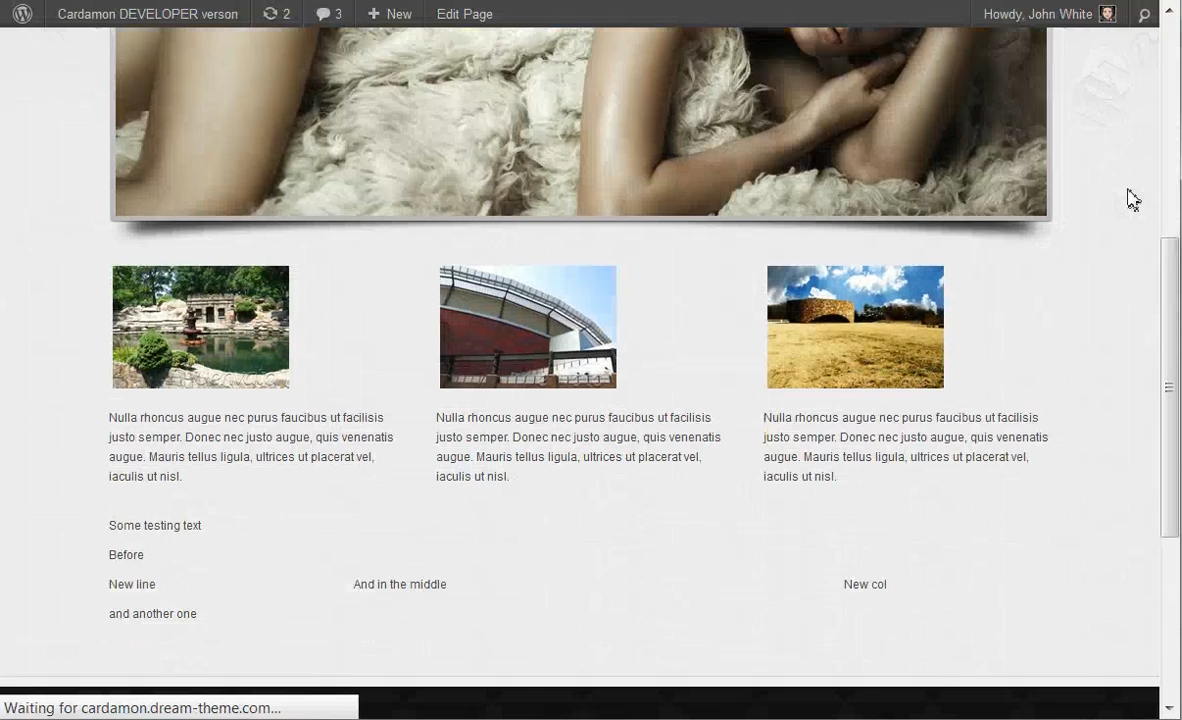 Cardamon DEVELOPER verson 2 3 New Edit Page Howdy, John White
Nulla rhoncus augue nec purus faucibus ut facilisis
justo semper. Donec nec justo augue, quis venenatis
augue. Mauris tellus ligula, ultrices ut placerat vel,
iaculis ut nisl.
Nulla rhoncus augue nec purus faucibus ut facilisis
justo semper. Donec nec justo augue, quis venenatis
augue. Mauris tellus ligula, ultrices ut placerat vel,
iaculis ut nisl.
Nulla rhoncus augue nec purus faucibus ut facilisis
justo semper. Donec nec justo augue, quis venenatis
augue. Mauris tellus ligula, ultrices ut placerat vel,
iaculis ut nisl.
Some testing text
Before
New line And in the middle New col
and another one
Waiting for cardamon.dream-theme.com...